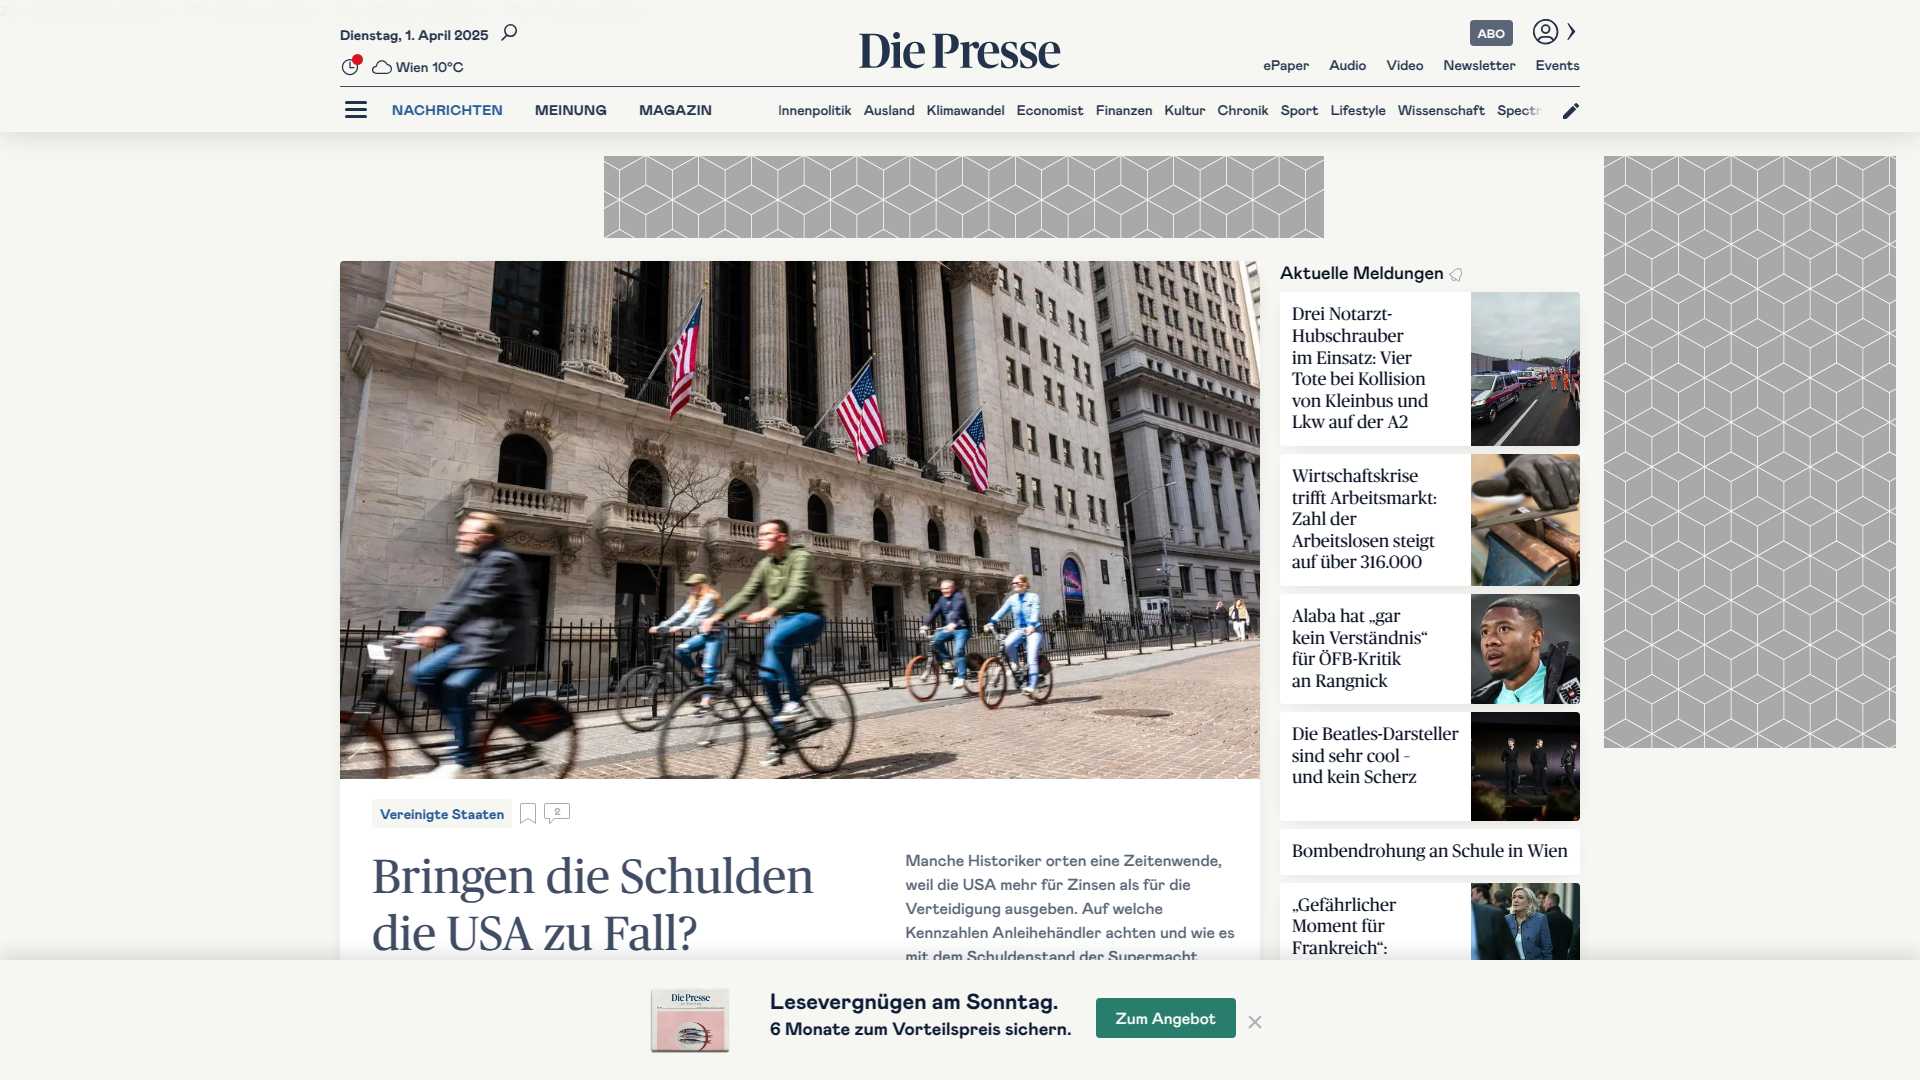 Dienstag, 1. April 2025
Wien 10°C
Die Presse
ABO
ePaper Audio Video Newsletter Events
NACHRICHTEN MEINUNG MAGAZIN
Innenpolitik Ausland Klimawandel Economist Finanzen Kultur Chronik Sport Lifestyle Wissenschaft Spectr
Vereinigte Staaten
2
Bringen die Schulden
die USA zu Fall?
Manche Historiker orten eine Zeitenwende,
weil die USA mehr für Zinsen als für die
Verteidigung ausgeben. Auf welche
Kennzahlen Anleihehändler achten und wie es
mit dem Schuldenstand der Supermacht
Aktuelle Meldungen
Drei Notarzt-
Hubschrauber
im Einsatz: Vier
Tote bei Kollision
von Kleinbus und
Lkw auf der A2
Wirtschaftskrise
trifft Arbeitsmarkt:
Zahl der
Arbeitslosen steigt
auf über 316.000
Alaba hat „gar
kein Verständnis“
für ÖFB-Kritik
an Rangnick
Die Beatles-Darsteller
sind sehr cool –
und kein Scherz
Bombendrohung an Schule in Wien
„Gefährlicher
Moment für
Frankreich“:
Die Presse
Lesevergnügen am Sonntag.
6 Monate zum Vorteilspreis sichern.
Zum Angebot